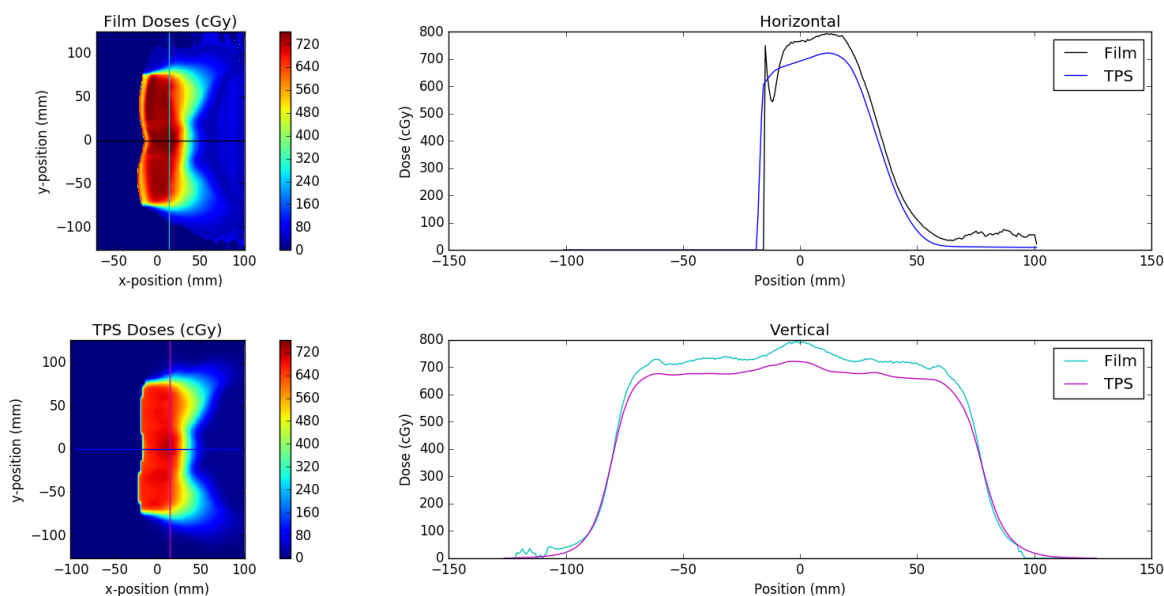 Film Doses (cGy)
y-position (mm)
100
50
0
−50
−100
−50 0 50 100
x-position (mm)
720
640
560
480
400
320
240
160
80
0
Horizontal
Dose (cGy)
800
700
600
500
400
300
200
100
0
−150 −100 −50 0 50 100 150
Position (mm)
Film
TPS
TPS Doses (cGy)
y-position (mm)
100
50
0
−50
−100
−100 −50 0 50 100
x-position (mm)
720
640
560
480
400
320
240
160
80
0
Vertical
Dose (cGy)
800
700
600
500
400
300
200
100
0
−150 −100 −50 0 50 100 150
Position (mm)
Film
TPS